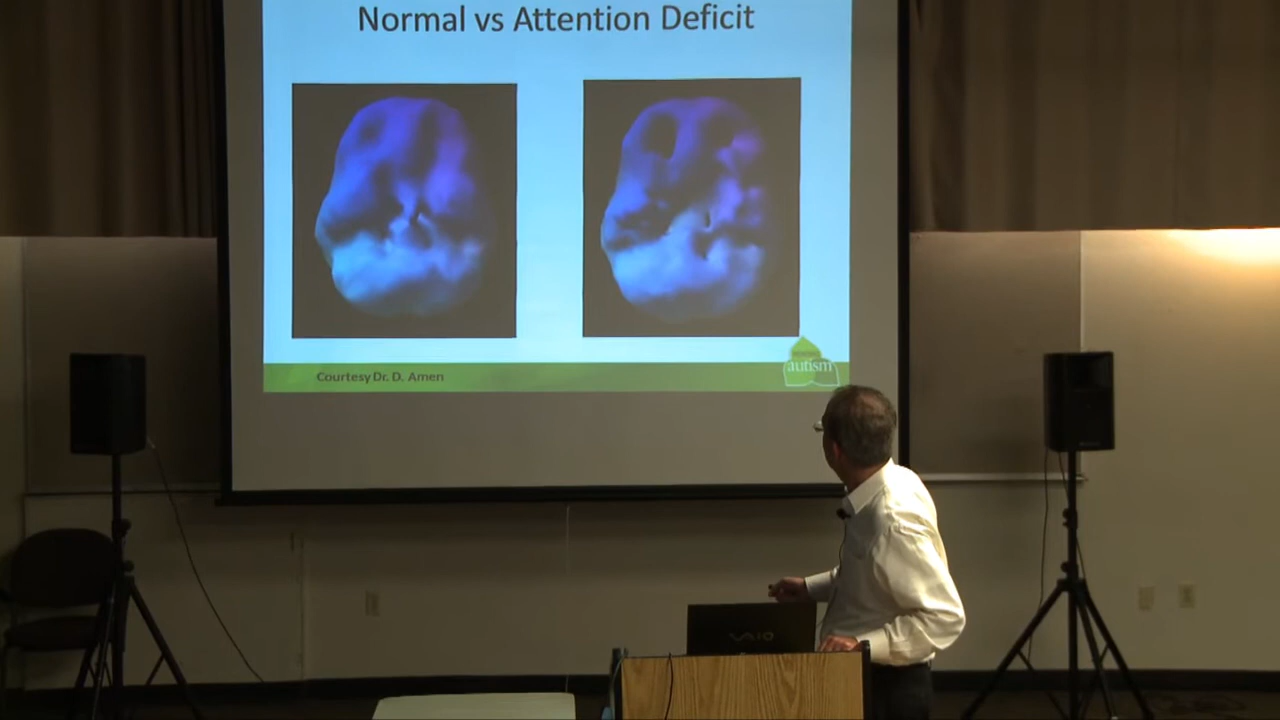 Normal vs Attention Deficit
Courtesy Dr. D. Amen
autism
VAIO